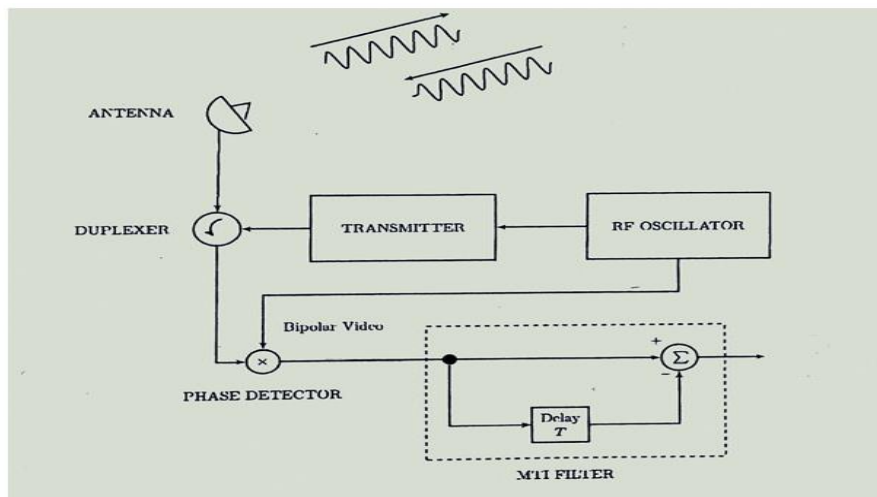 ANTENNA
DUPLEXER
TRANSMITTER
RF OSCILLATOR
Bipolar Video
×
+
Σ
−
PHASE DETECTOR
Delay
T
MTI FILTER